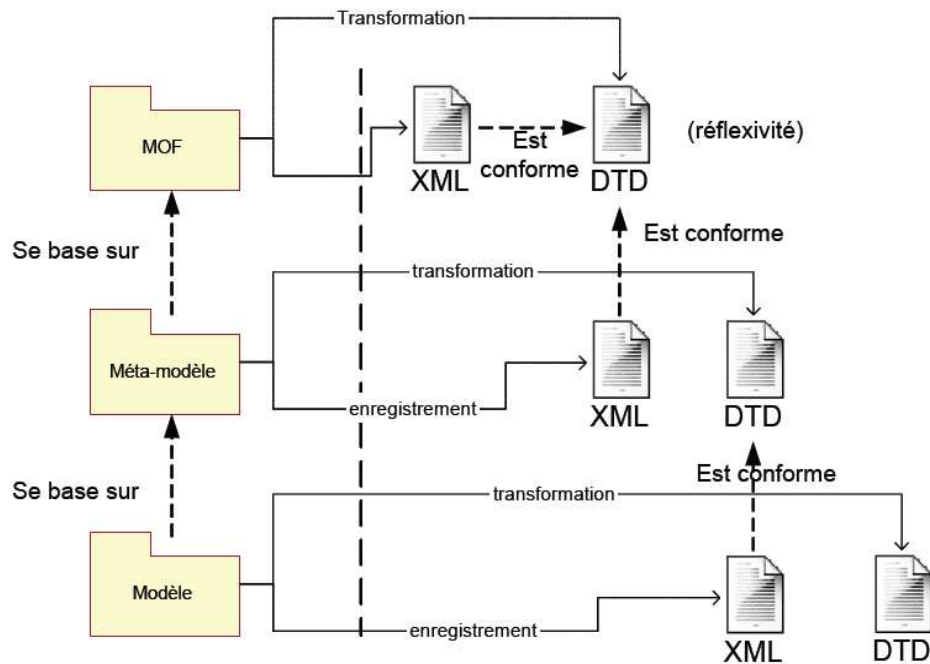 Transformation
MOF
XML
Est
conforme
DTD
(réflexivité)
Se base sur
Est conforme
transformation
Méta-modèle
enregistrement
XML
DTD
Se base sur
Est conforme
transformation
Modèle
enregistrement
XML
DTD